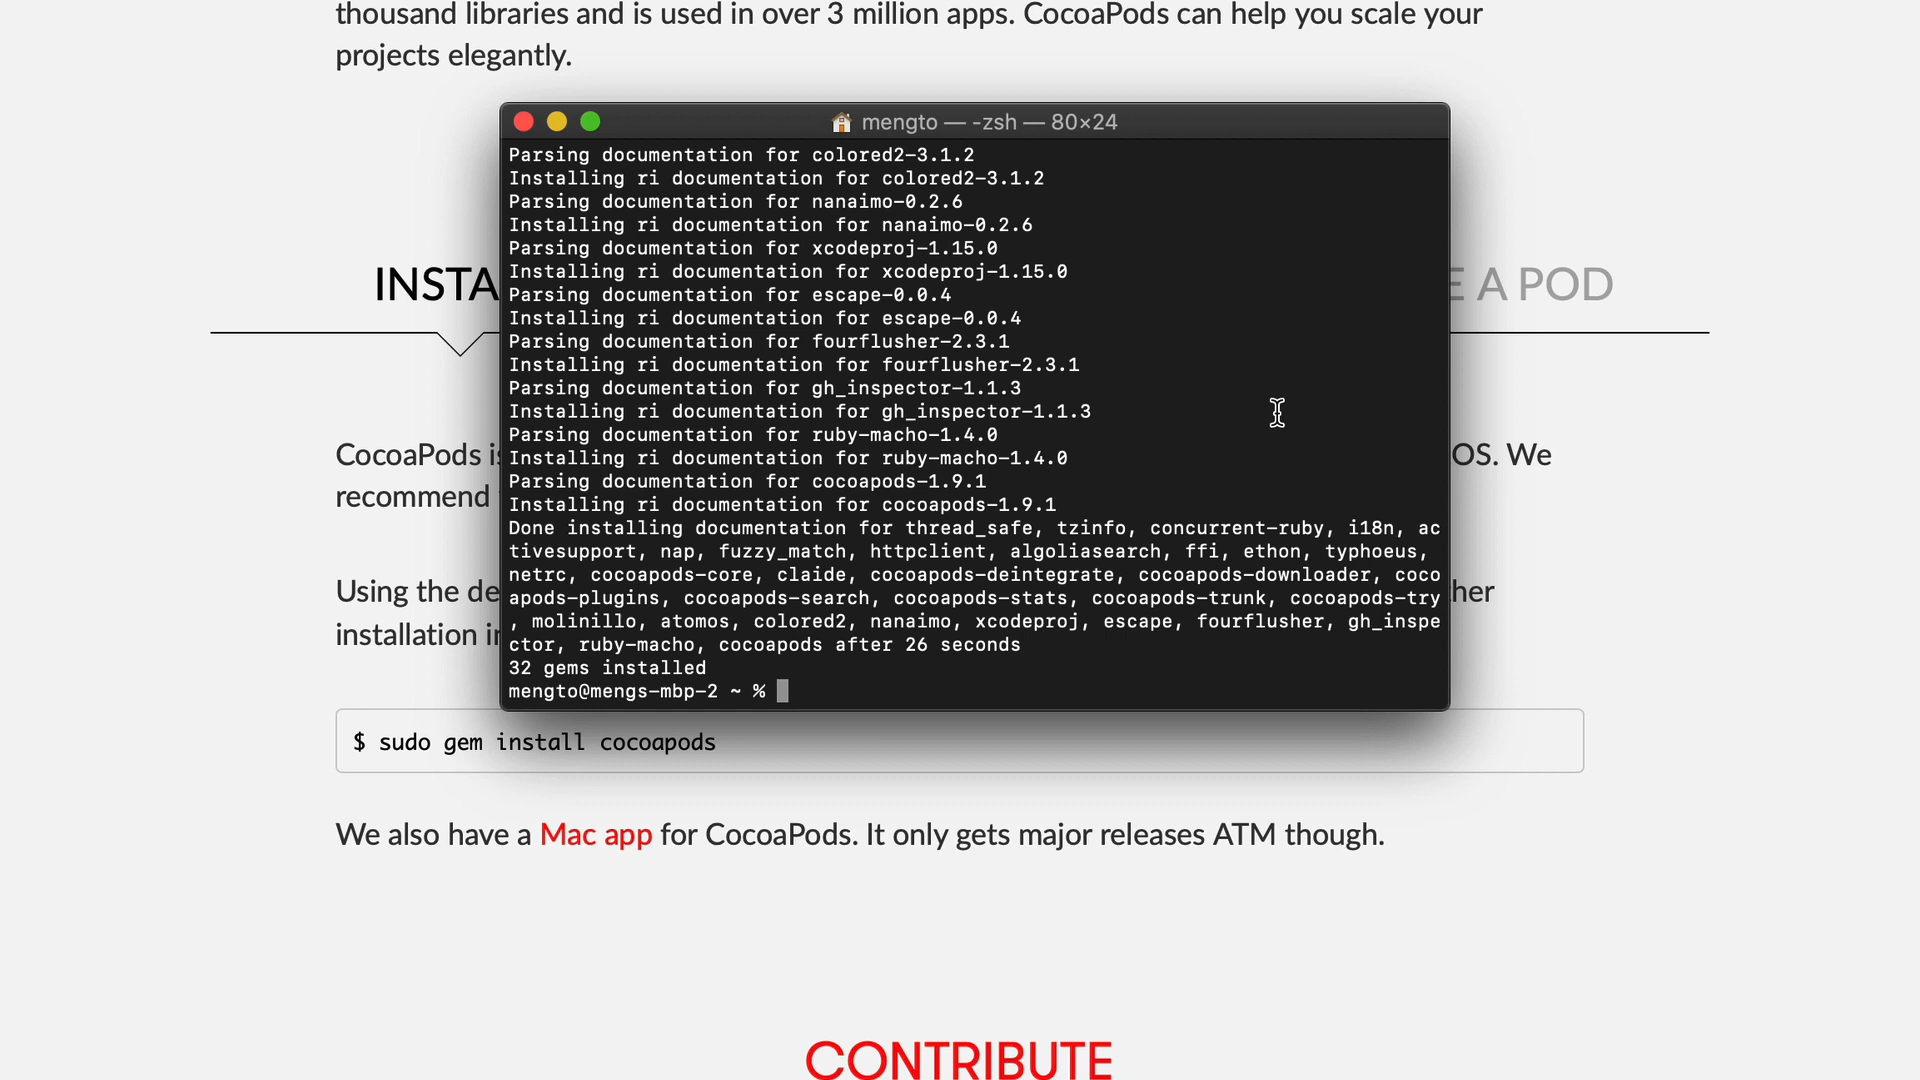 thousand libraries and is used in over 3 million apps. CocoaPods can help you scale your
projects elegantly.
mengto — -zsh — 80×24
Parsing documentation for colored2-3.1.2
Installing ri documentation for colored2-3.1.2
Parsing documentation for nanaimo-0.2.6
Installing ri documentation for nanaimo-0.2.6
Parsing documentation for xcodeproj-1.15.0
Installing ri documentation for xcodeproj-1.15.0
Parsing documentation for escape-0.0.4
Installing ri documentation for escape-0.0.4
Parsing documentation for fourflusher-2.3.1
Installing ri documentation for fourflusher-2.3.1
Parsing documentation for gh_inspector-1.1.3
Installing ri documentation for gh_inspector-1.1.3
Parsing documentation for ruby-macho-1.4.0
Installing ri documentation for ruby-macho-1.4.0
Parsing documentation for cocoapods-1.9.1
Installing ri documentation for cocoapods-1.9.1
Done installing documentation for thread_safe, tzinfo, concurrent-ruby, i18n, ac
tivesupport, nap, fuzzy_match, httpclient, algoliasearch, ffi, ethon, typhoeus,
netrc, cocoapods-core, claide, cocoapods-deintegrate, cocoapods-downloader, coco
apods-plugins, cocoapods-search, cocoapods-stats, cocoapods-trunk, cocoapods-try
, molinillo, atomos, colored2, nanaimo, xcodeproj, escape, fourflusher, gh_inspe
ctor, ruby-macho, cocoapods after 26 seconds
32 gems installed
mengto@mengs-mbp-2 ~ %
INSTA
E A POD
CocoaPods is OS. We
recommend
Using the de her
installation in
$ sudo gem install cocoapods
We also have a Mac app for CocoaPods. It only gets major releases ATM though.
CONTRIBUTE